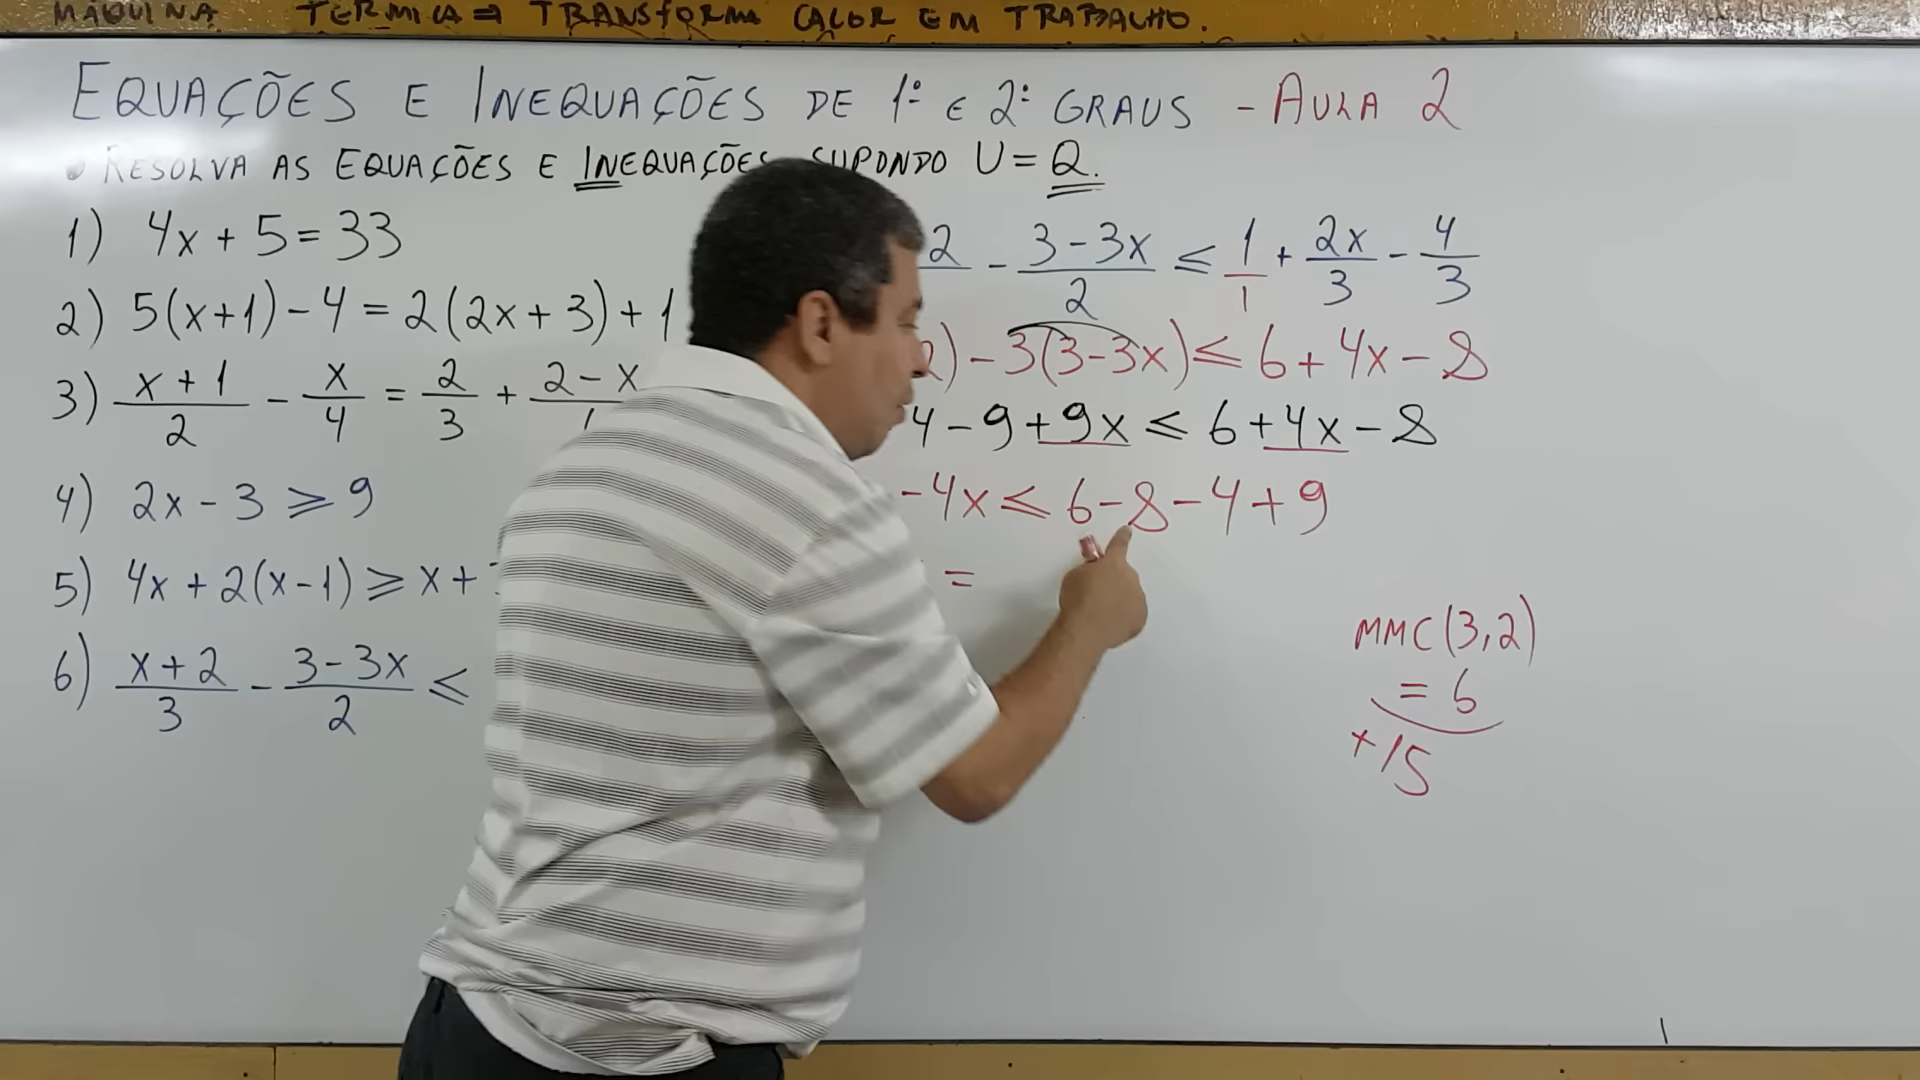 MÁQUINA TÉRMICA ⇒ TRANSFORMA CALOR EM TRABALHO.
EQUAÇÕES E INEQUAÇÕES DE 1º E 2º GRAUS - AULA 2
• RESOLVA AS EQUAÇÕES E INEQUAÇÕES SUPONDO U = Q.
1) 4x + 5 = 33
2) 5(x+1) - 4 = 2(2x+3) + 1
3) (x+1)/2 - x/4 = 2/3 + 2-x
4) 2x - 3 ⩾ 9
5) 4x + 2(x-1) ⩾ x +
6) (x+2)/3 - (3-3x)/2 ⩽
2 - (3-3x)/2 ⩽ 1/1 + 2x/3 - 4/3
2) - 3(3-3x) ⩽ 6 + 4x - 8
4 - 9 + 9x ⩽ 6 + 4x - 8
- 4x ⩽ 6 - 8 - 4 + 9
=
MMC(3,2)
= 6
+15